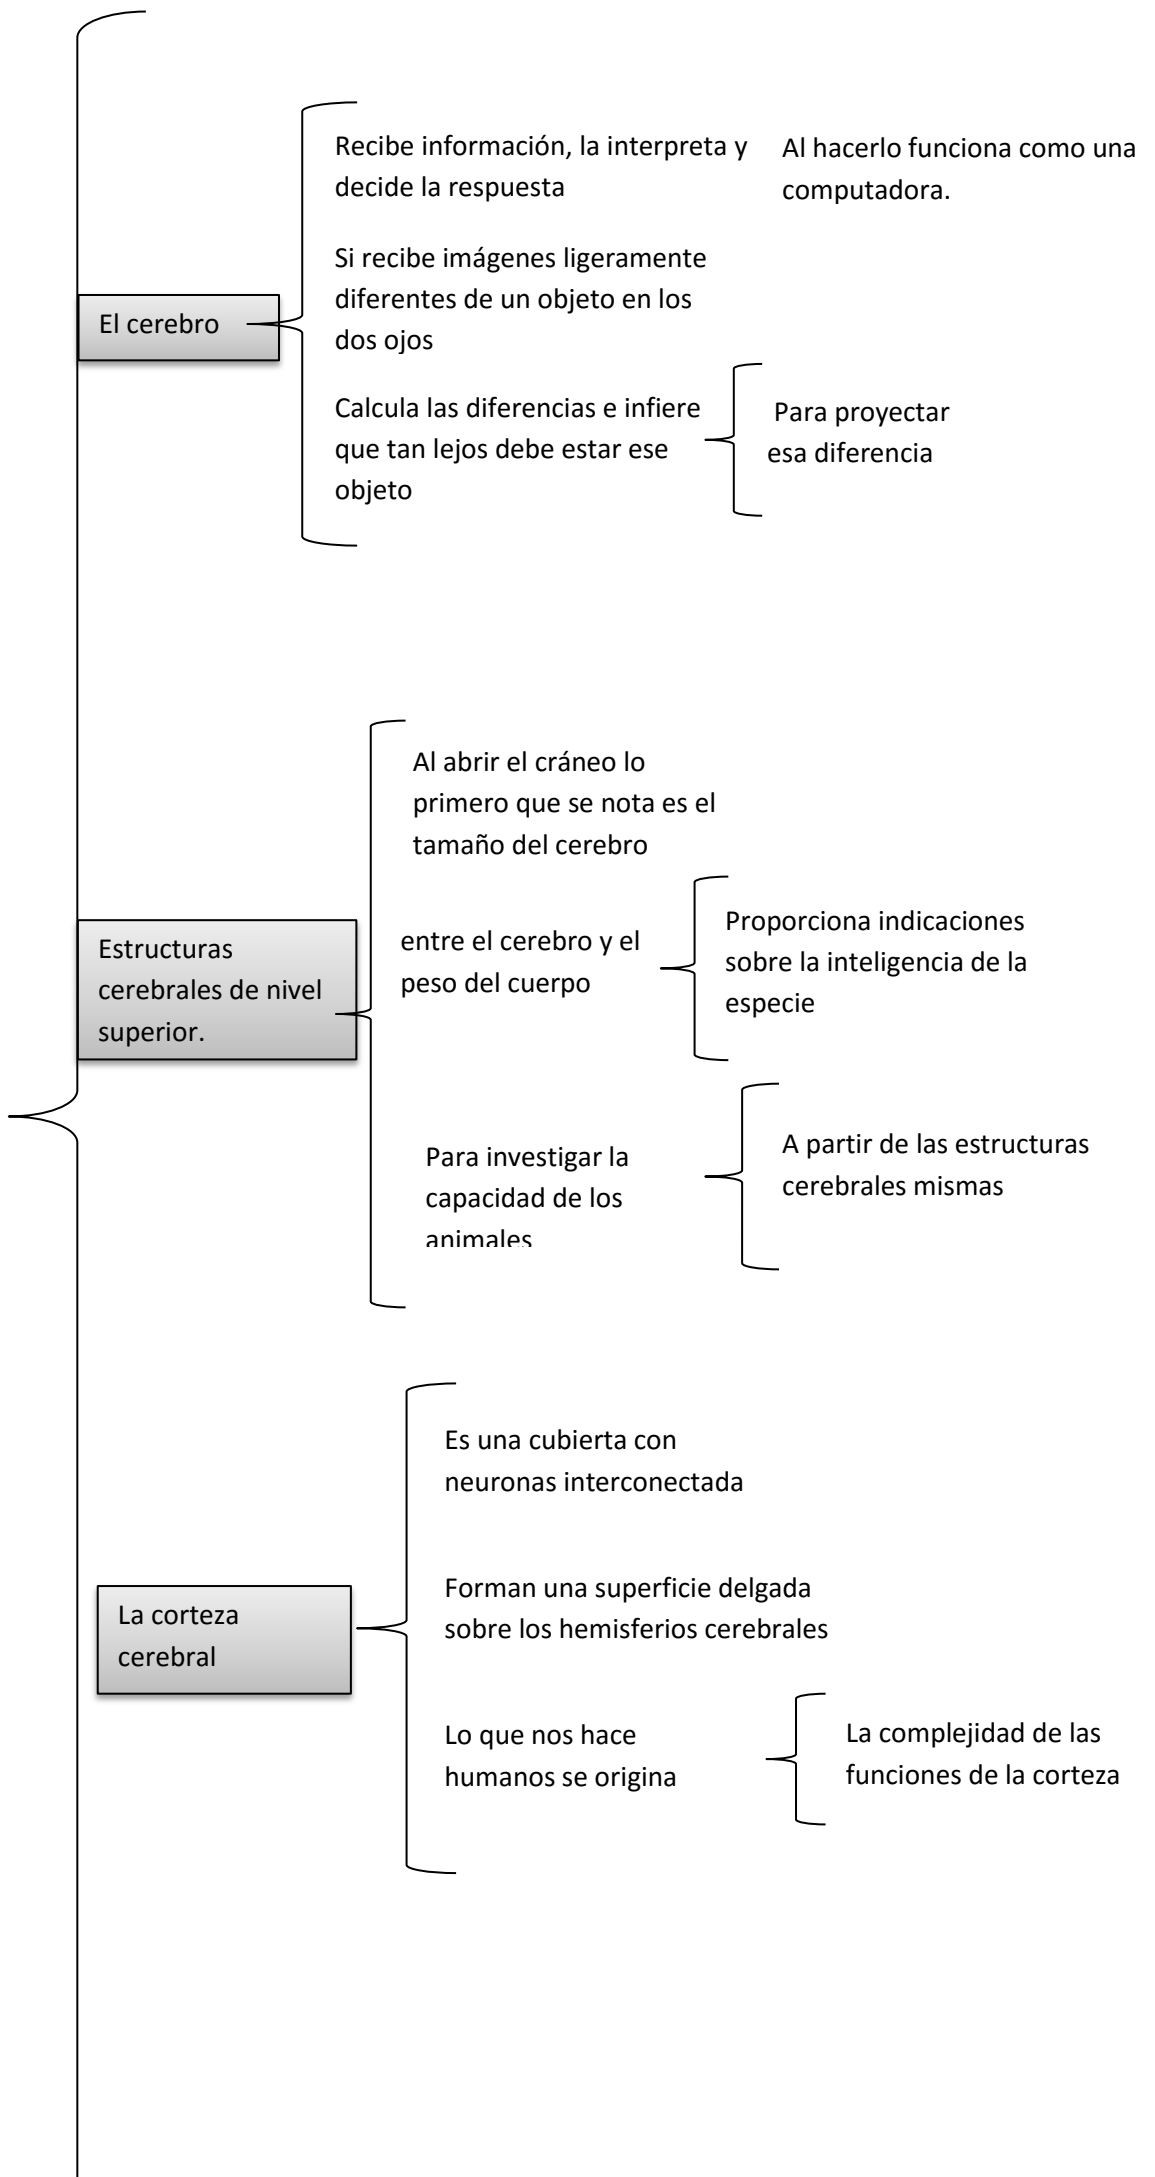 Recibe información, la interpreta y
decide la respuesta
Al hacerlo funciona como una
computadora.
Si recibe imágenes ligeramente
diferentes de un objeto en los
dos ojos
El cerebro
Calcula las diferencias e infiere
que tan lejos debe estar ese
objeto
Para proyectar
esa diferencia
Al abrir el cráneo lo
primero que se nota es el
tamaño del cerebro
Estructuras
cerebrales de nivel
superior.
entre el cerebro y el
peso del cuerpo
Proporciona indicaciones
sobre la inteligencia de la
especie
Para investigar la
capacidad de los
animales
A partir de las estructuras
cerebrales mismas
Es una cubierta con
neuronas interconectada
La corteza
cerebral
Forman una superficie delgada
sobre los hemisferios cerebrales
Lo que nos hace
humanos se origina
La complejidad de las
funciones de la corteza